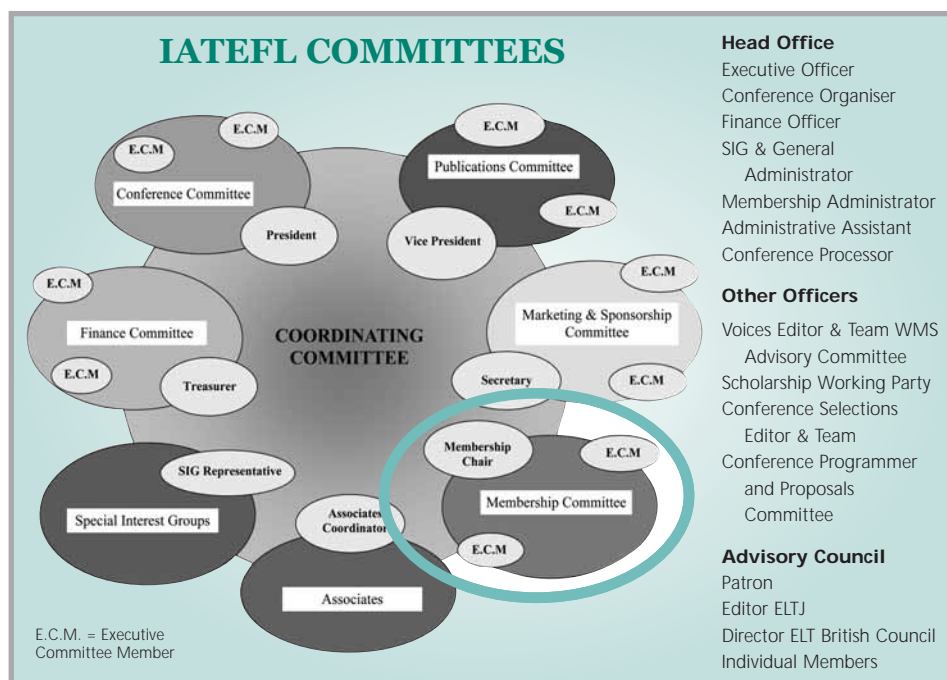 IATEFL COMMITTEES
E.C.M
E.C.M
Conference Committee
President
E.C.M
Publications Committee
E.C.M
Vice President
E.C.M
Finance Committee
E.C.M
Treasurer
COORDINATING
COMMITTEE
E.C.M
Marketing & Sponsorship
Committee
E.C.M
Secretary
SIG Representative
Special Interest Groups
Associates
Coordinator
Associates
Membership
Chair
E.C.M
Membership Committee
E.C.M
E.C.M. = Executive
Committee Member
Head Office
Executive Officer
Conference Organiser
Finance Officer
SIG & General
Administrator
Membership Administrator
Administrative Assistant
Conference Processor
Other Officers
Voices Editor & Team WMS
Advisory Committee
Scholarship Working Party
Conference Selections
Editor & Team
Conference Programmer
and Proposals
Committee
Advisory Council
Patron
Editor ELTJ
Director ELT British Council
Individual Members